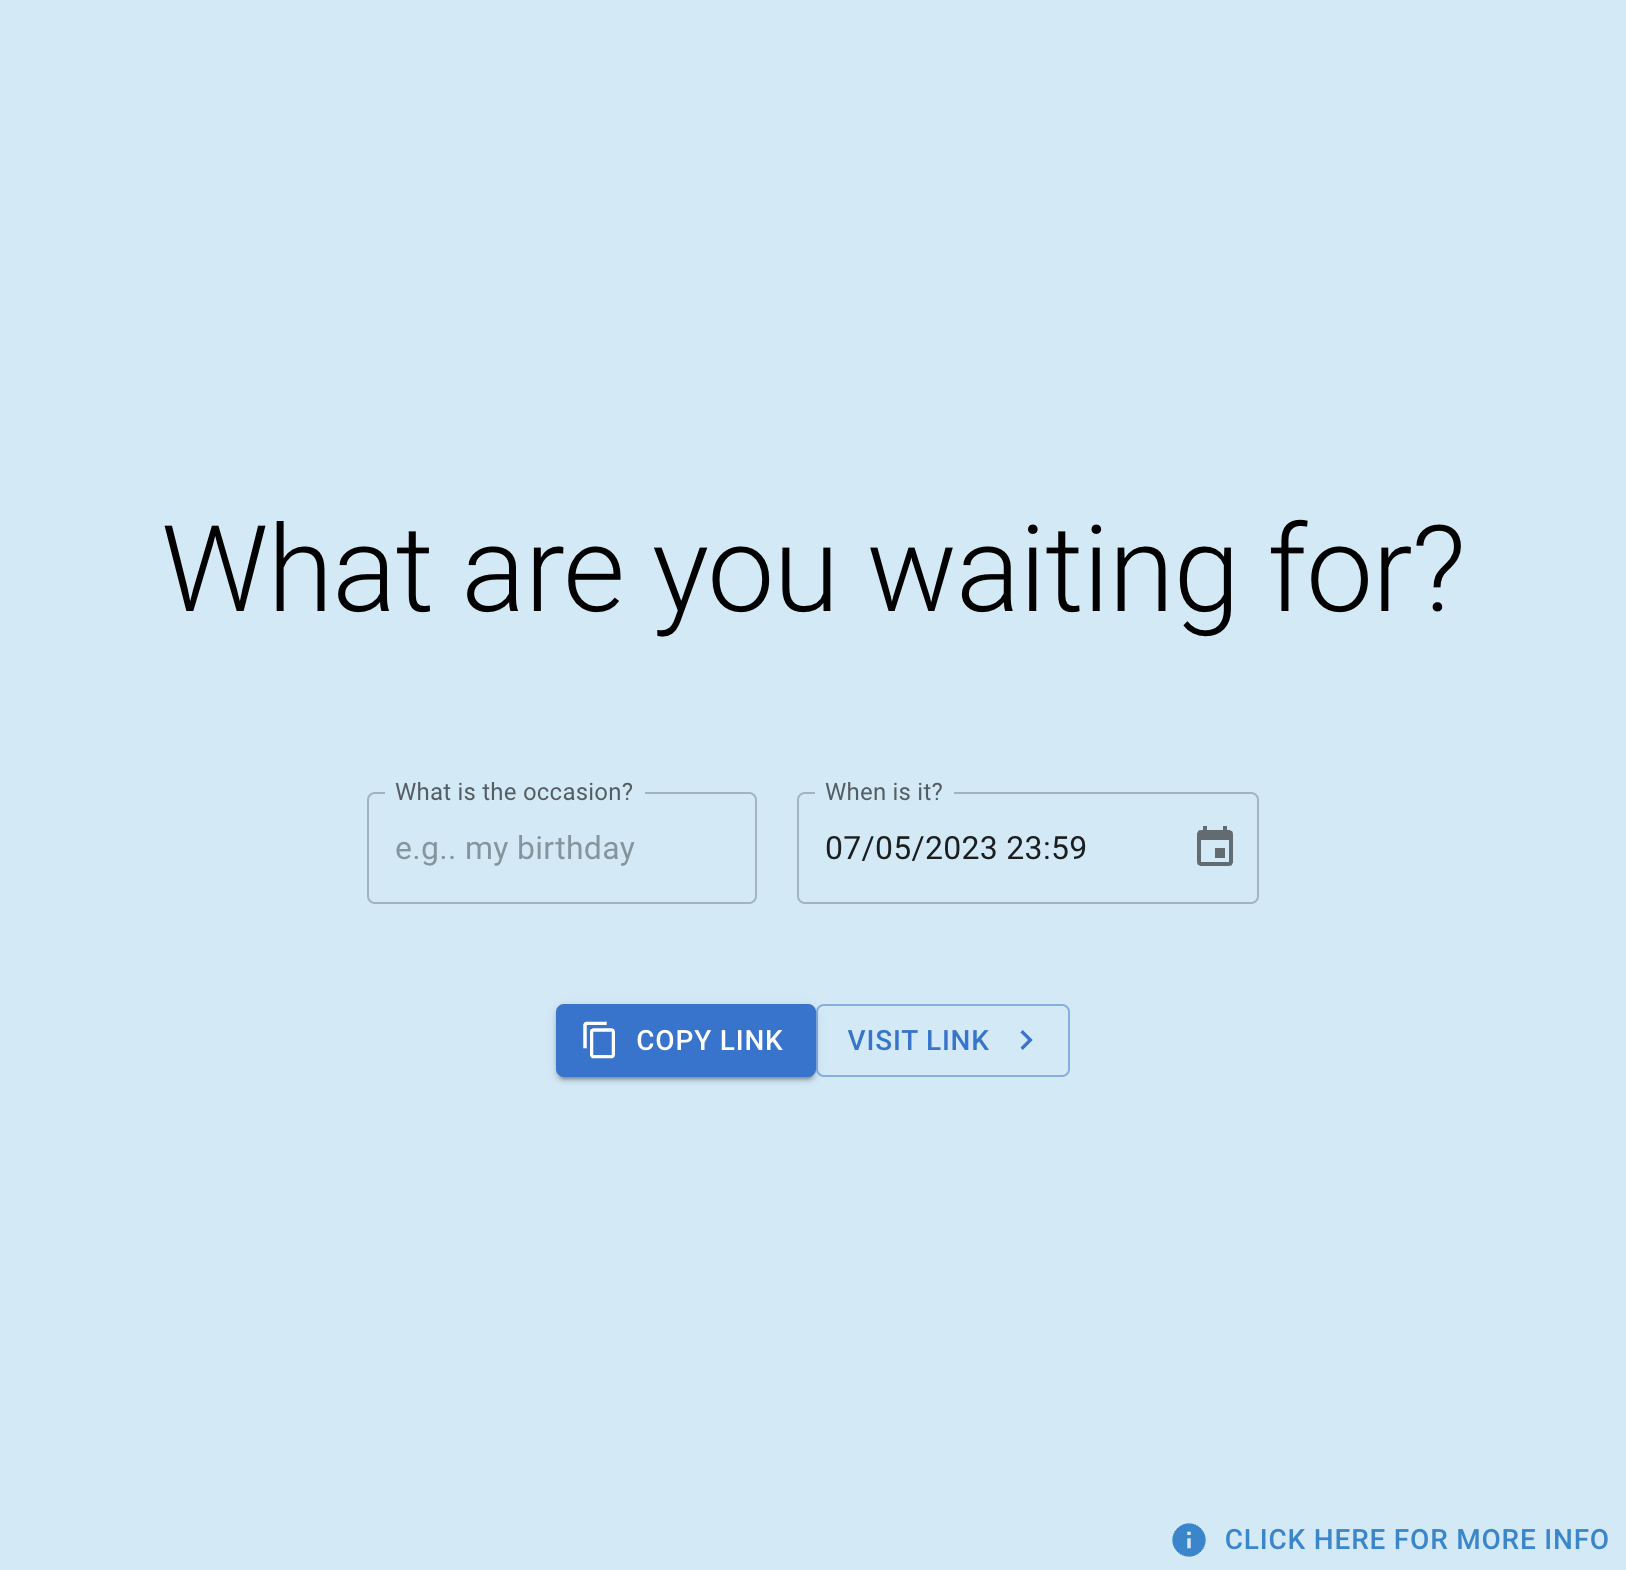 What are you waiting for?
What is the occasion?
e.g.. my birthday
When is it?
07/05/2023 23:59
COPY LINK
VISIT LINK
CLICK HERE FOR MORE INFO